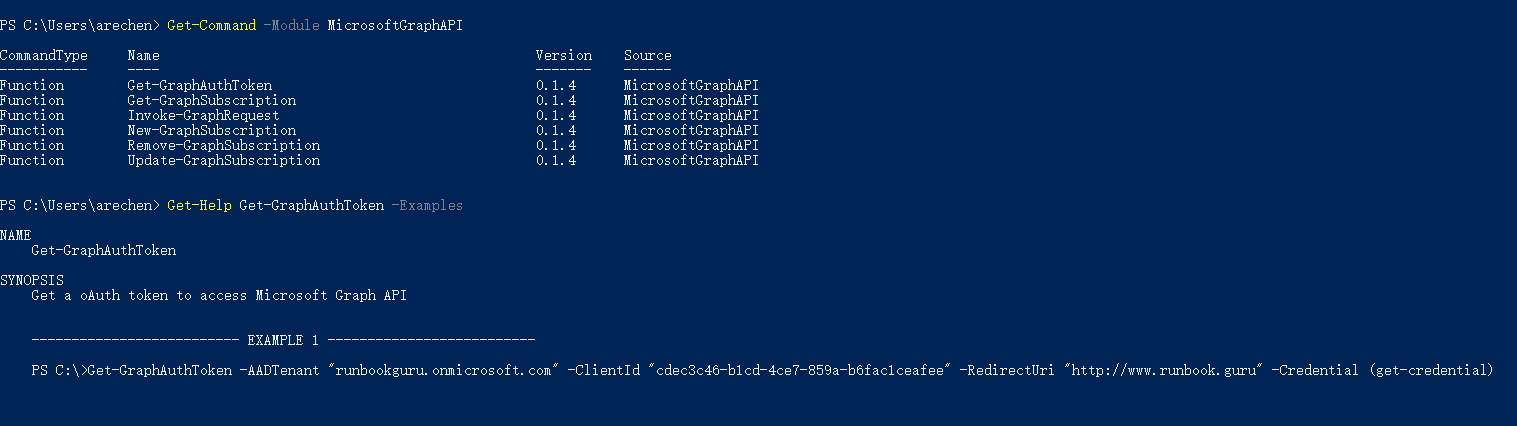 PS C:\Users\arechen> Get-Command -Module MicrosoftGraphAPI
CommandType     Name                                               Version    Source
-----------     ----                                               -------    ------
Function        Get-GraphAuthToken                                 0.1.4      MicrosoftGraphAPI
Function        Get-GraphSubscription                              0.1.4      MicrosoftGraphAPI
Function        Invoke-GraphRequest                                0.1.4      MicrosoftGraphAPI
Function        New-GraphSubscription                              0.1.4      MicrosoftGraphAPI
Function        Remove-GraphSubscription                           0.1.4      MicrosoftGraphAPI
Function        Update-GraphSubscription                           0.1.4      MicrosoftGraphAPI
PS C:\Users\arechen> Get-Help Get-GraphAuthToken -Examples
NAME
    Get-GraphAuthToken
SYNOPSIS
    Get a oAuth token to access Microsoft Graph API
    -------------------------- EXAMPLE 1 --------------------------
    PS C:\>Get-GraphAuthToken -AADTenant "runbookguru.onmicrosoft.com" -ClientId "cdec3c46-b1cd-4ce7-859a-b6fac1ceafee" -RedirectUri "http://www.runbook.guru" -Credential (get-credential)